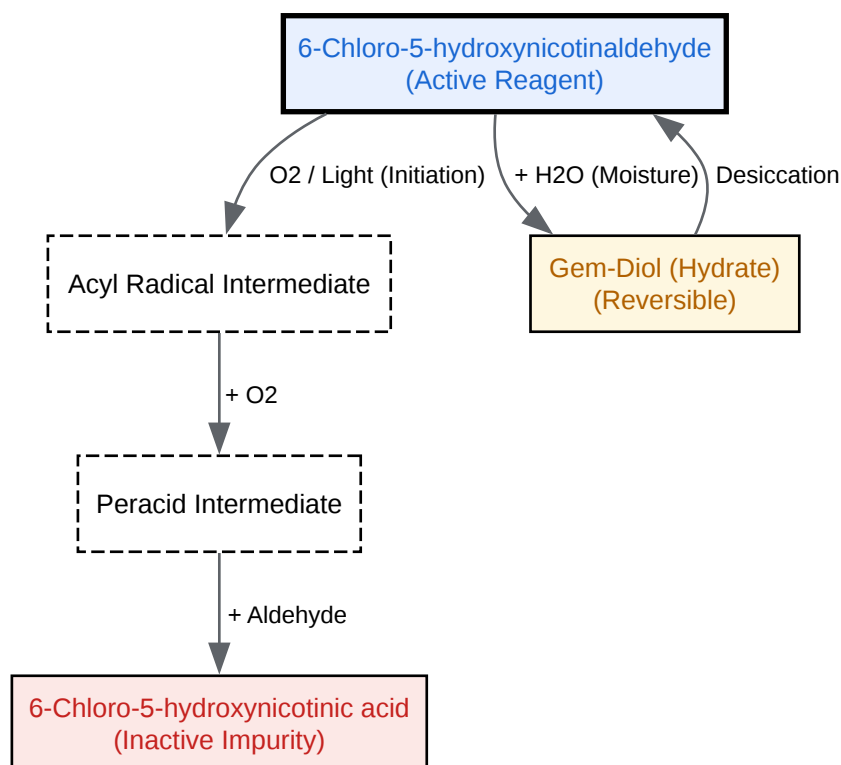 6-Chloro-5-hydroxynicotinaldehyde
(Active Reagent)
O2 / Light (Initiation)
+ H2O (Moisture)
Desiccation
Acyl Radical Intermediate
Gem-Diol (Hydrate)
(Reversible)
+ O2
Peracid Intermediate
+ Aldehyde
6-Chloro-5-hydroxynicotinic acid
(Inactive Impurity)